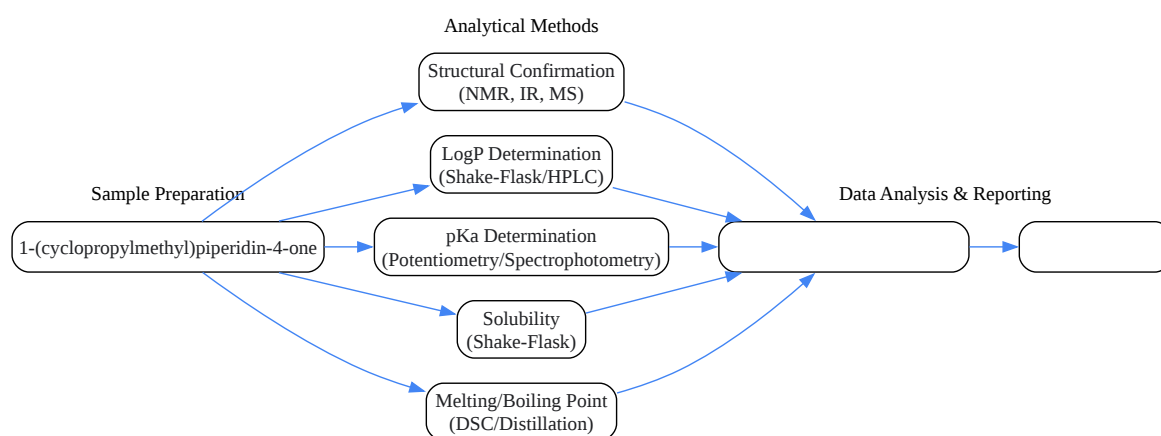 Analytical Methods
Structural Confirmation
(NMR, IR, MS)
LogP Determination
(Shake-Flask/HPLC)
Sample Preparation
Data Analysis & Reporting
1-(cyclopropylmethyl)piperidin-4-one
pKa Determination
(Potentiometry/Spectrophotometry)
Solubility
(Shake-Flask)
Melting/Boiling Point
(DSC/Distillation)